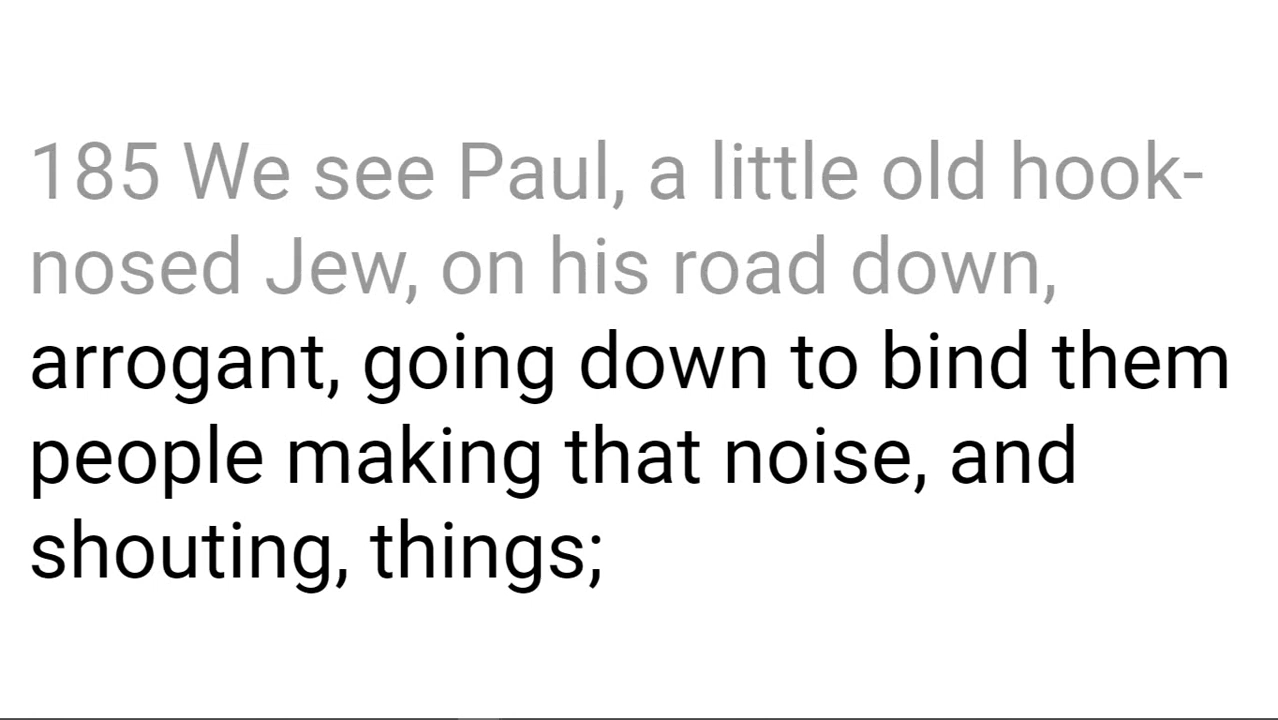 185 We see Paul, a little old hook-
nosed Jew, on his road down,
arrogant, going down to bind them
people making that noise, and
shouting, things;